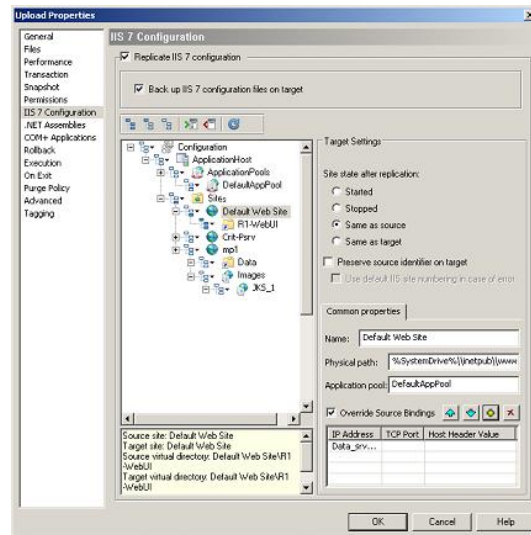 Upload Properties
General
Files
Performance
Transaction
Snapshot
Permissions
IIS 7 Configuration
.NET Assemblies
COM+ Applications
Rollback
Execution
On Exit
Purge Policy
Advanced
Tagging
IIS 7 Configuration
Replicate IIS 7 configuration
Back up IIS 7 configuration files on target
Configuration
ApplicationHost
ApplicationPools
DefaultAppPool
Sites
Default Web Site
R1-WebUI
Crit-Psrv
mp1
Data
Images
JKS_1
Source site: Default Web Site
Target site: Default Web Site
Source virtual directory: Default Web Site\R1
-WebUI
Target virtual directory: Default Web Site\R1
-WebUI
Target Settings
Site state after replication:
Started
Stopped
Same as source
Same as target
Preserve source identifier on target
Use default IIS site numbering in case of error
Common properties
Name: Default Web Site
Physical path: %SystemDrive%\\inetpub\\www
Application pool: DefaultAppPool
Override Source Bindings
IP Address TCP Port Host Header Value
Data_srv...
OK Cancel Help